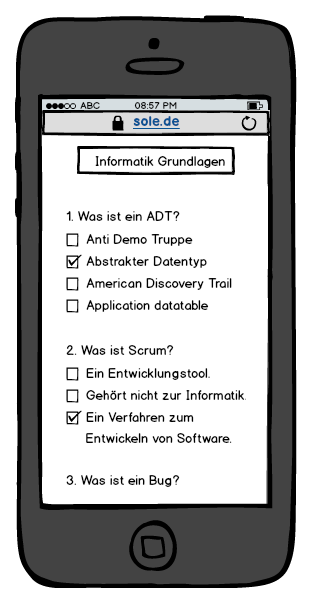 ABC 08:57 PM
sole.de
Informatik Grundlagen
1. Was ist ein ADT?
Anti Demo Truppe
Abstrakter Datentyp
American Discovery Trail
Application datatable
2. Was ist Scrum?
Ein Entwicklungstool.
Gehört nicht zur Informatik.
Ein Verfahren zum
Entwickeln von Software.
3. Was ist ein Bug?